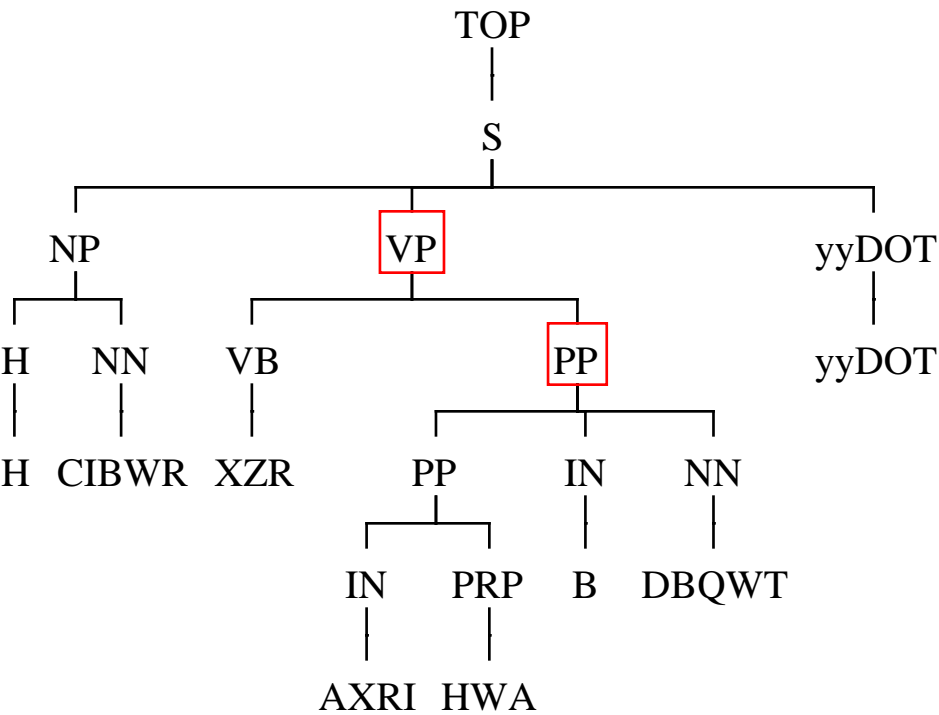 TOP
S
NP VP yyDOT
H NN VB PP yyDOT
H CIBWR XZR PP IN NN
IN PRP B DBQWT
AXRI HWA